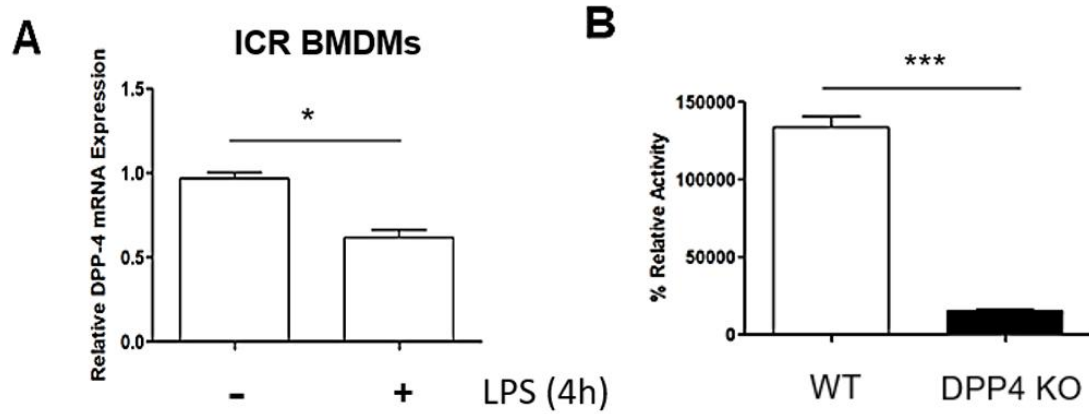 A
ICR BMDMs
Relative DPP-4 mRNA Expression
1.5
1.0
0.5
0.0
*
- + LPS (4h)
B
% Relative Activity
150000
100000
50000
0
***
WT DPP4 KO